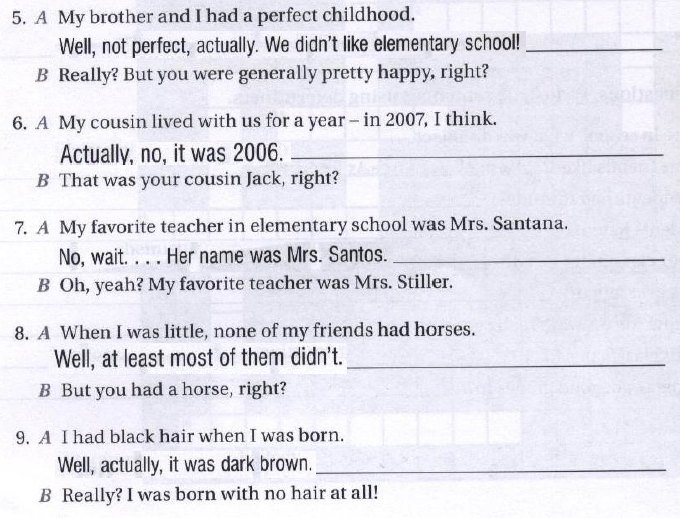 5. A My brother and I had a perfect childhood.
Well, not perfect, actually. We didn't like elementary school!
B Really? But you were generally pretty happy, right?
6. A My cousin lived with us for a year – in 2007, I think.
Actually, no, it was 2006.
B That was your cousin Jack, right?
7. A My favorite teacher in elementary school was Mrs. Santana.
No, wait. . . . Her name was Mrs. Santos.
B Oh, yeah? My favorite teacher was Mrs. Stiller.
8. A When I was little, none of my friends had horses.
Well, at least most of them didn't.
B But you had a horse, right?
9. A I had black hair when I was born.
Well, actually, it was dark brown.
B Really? I was born with no hair at all!